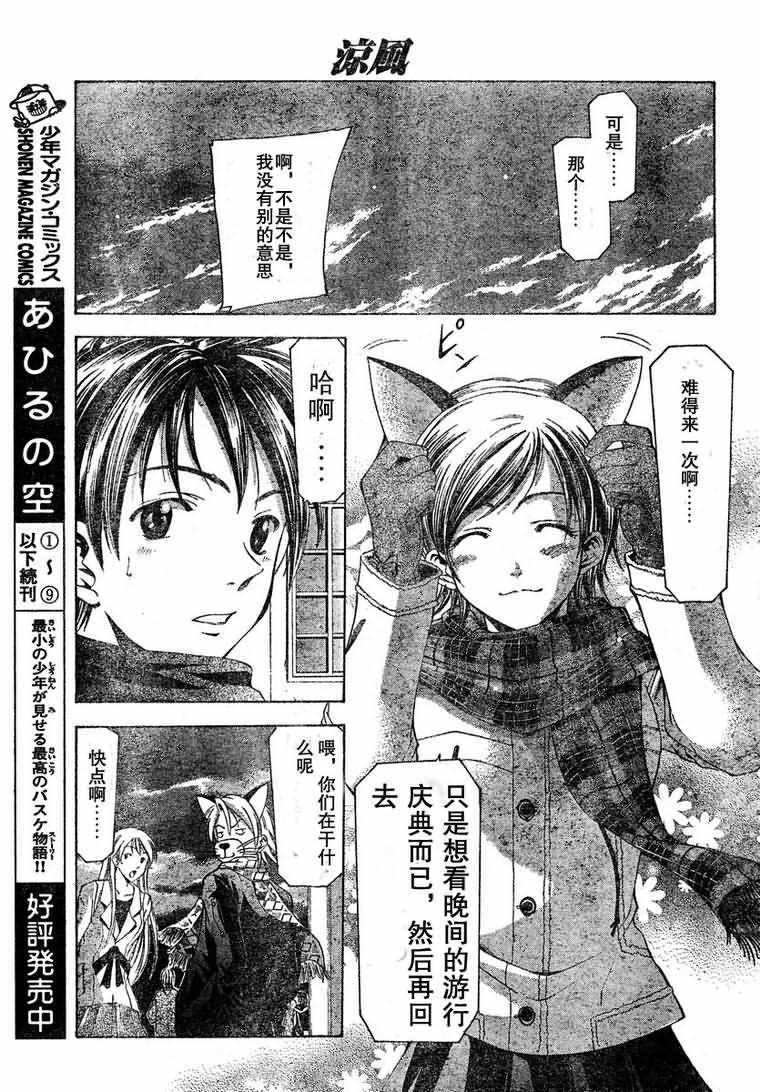 涼風
可是……
那个……
啊，不是不是，
我没有别的意思
ピン
难得来一次啊……
哈啊……
只是想看晚间的游行
庆典而已，然后再回
去
喂，你们在干什
么呢
快点啊……
少年マガジン・コミックス
SHONEN MAGAZINE COMICS
あひるの空
①〜⑨
以下続刊
最小の少年が見せる最高のバスケ物語!!
好評発売中